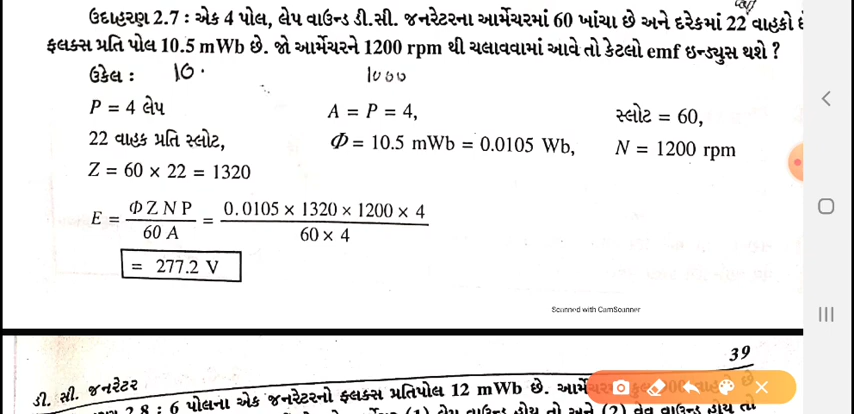 ઉદાહરણ 2.7 : એક 4 પોલ, લેપ વાઉન્ડ ડી.સી. જનરેટરના આર્મેચરમાં 60 ખાંચા છે અને દરેકમાં 22 વાહકો
ફ્લક્સ પ્રતિ પોલ 10.5 mWb છે. જો આર્મેચરને 1200 rpm થી ચલાવવામાં આવે તો કેટલો emf ઇન્ડ્યુસ થશે ?
ઉકેલ : 10. 1000
P = 4 લેપ A = P = 4, સ્લોટ = 60,
22 વાહક પ્રતિ સ્લોટ, Φ = 10.5 mWb = 0.0105 Wb, N = 1200 rpm
Z = 60 × 22 = 1320
E = Φ Z N P / 60 A = 0.0105 × 1320 × 1200 × 4 / 60 × 4
= 277.2 V
Scanned with CamScanner
39
ડી. સી. જનરેટર
2.8 : 6 પોલના એક જનરેટરનો ફ્લક્સ પ્રતિપોલ 12 mWb છે.